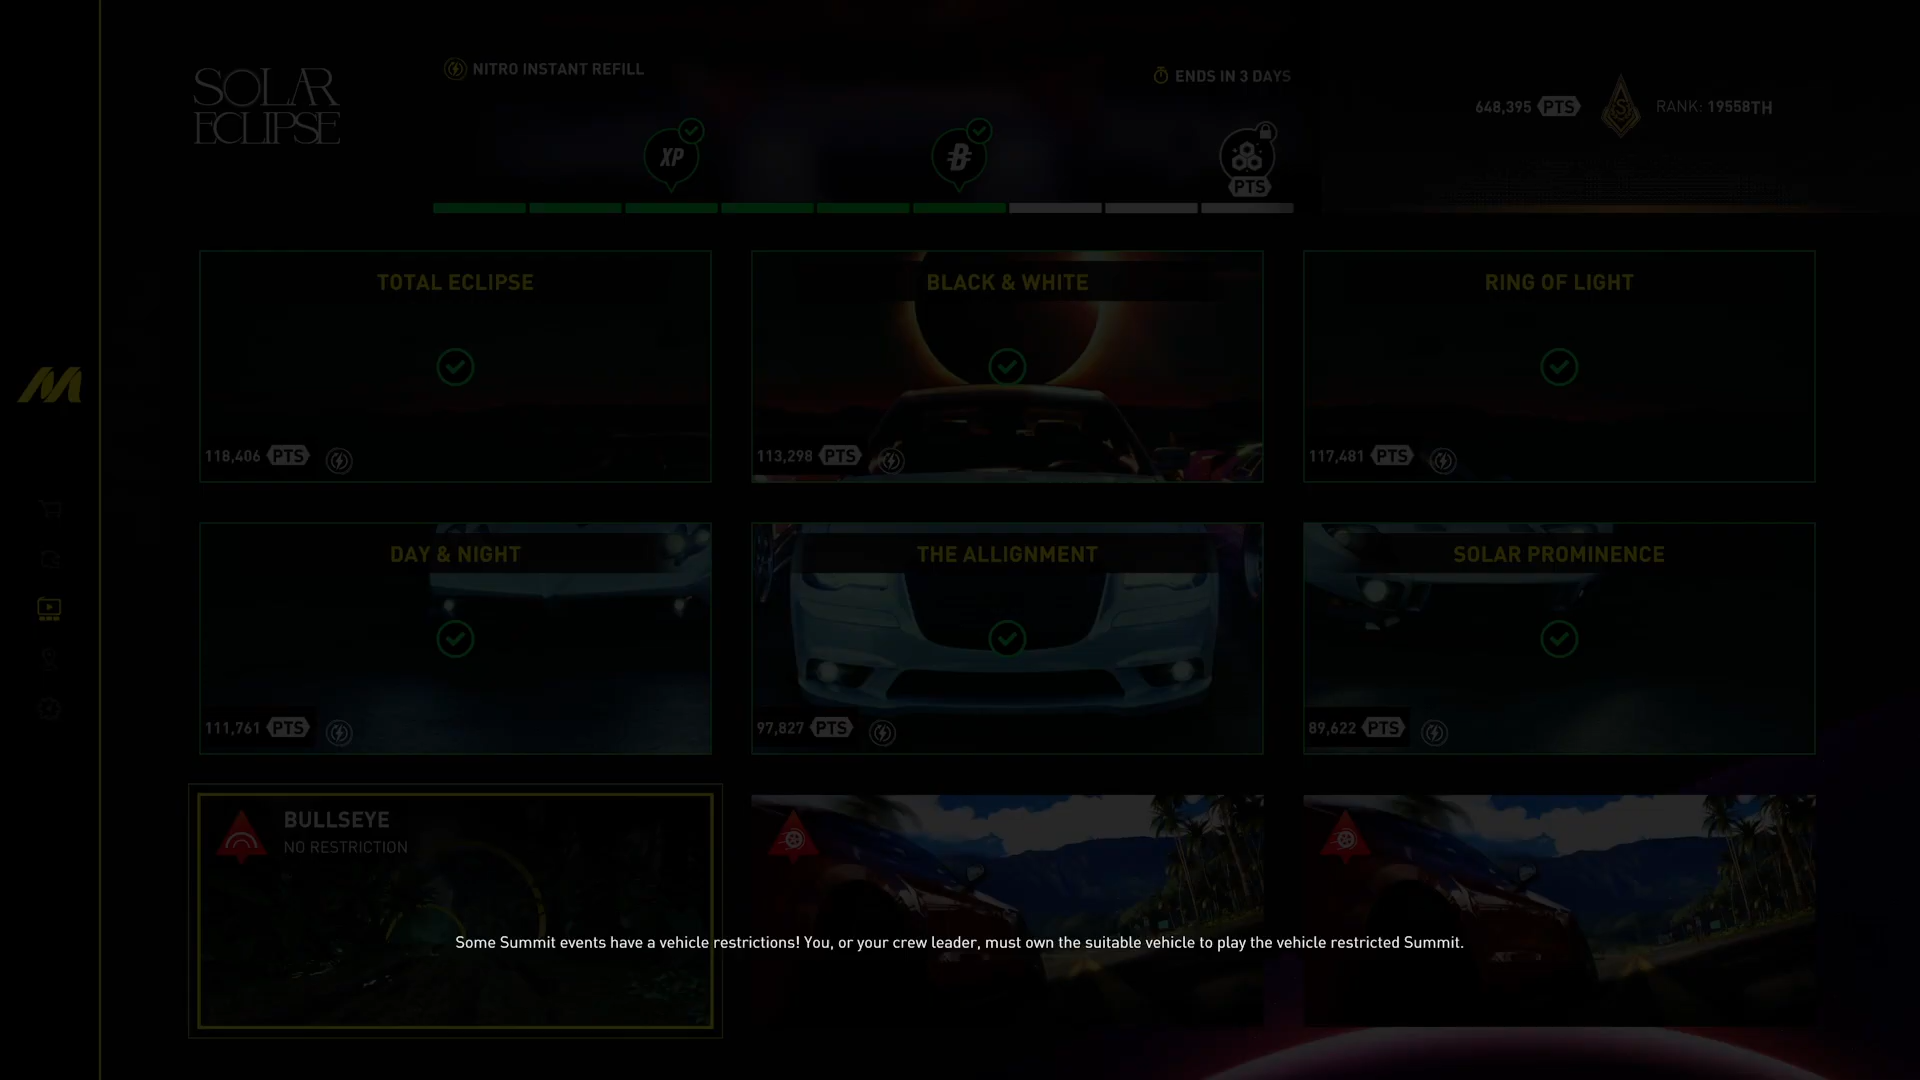 SOLAR
ECLIPSE
NITRO INSTANT REFILL
ENDS IN 3 DAYS
648,395 PTS
RANK: 19558TH
XP
PTS
TOTAL ECLIPSE
118,406 PTS
BLACK & WHITE
113,298 PTS
RING OF LIGHT
117,481 PTS
DAY & NIGHT
111,761 PTS
THE ALLIGNMENT
97,827 PTS
SOLAR PROMINENCE
89,622 PTS
BULLSEYE
NO RESTRICTION
Some Summit events have a vehicle restrictions! You, or your crew leader, must own the suitable vehicle to play the vehicle restricted Summit.